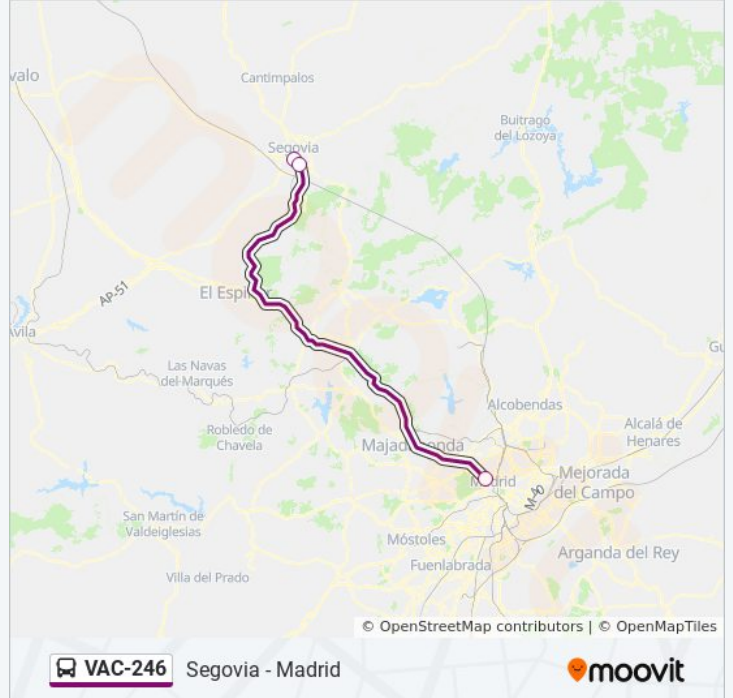 valo
Cantimpalos
Buitrago
del Lozoya
Segovia
AP-51
El Espinar
Ávila
Las Navas
del Marqués
Gu
Alcobendas
Robledo de
Chavela
Alcalá de
Henares
Majadahonda
Madrid
M-40
Mejorada
del Campo
San Martín de
Valdeiglesias
Móstoles
Arganda del Rey
Fuenlabrada
Villa del Prado
© OpenStreetMap contributors | © OpenMapTiles
VAC-246 Segovia - Madrid
moovit